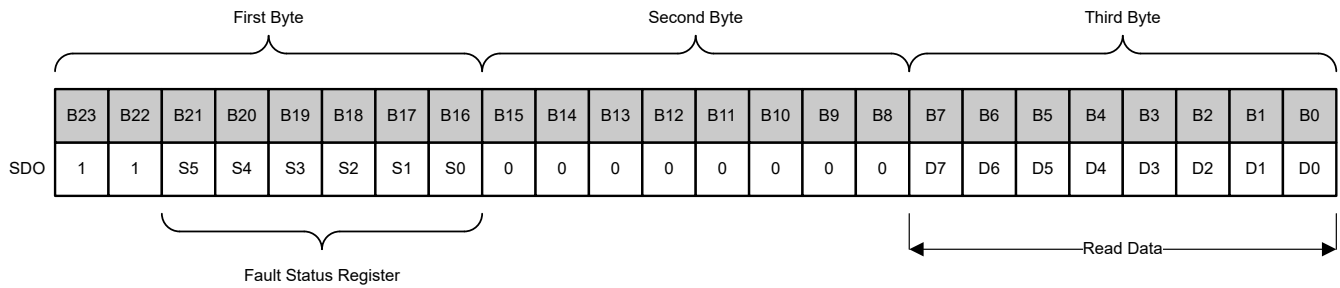 First Byte Second Byte Third Byte
B23 B22 B21 B20 B19 B18 B17 B16 B15 B14 B13 B12 B11 B10 B9 B8 B7 B6 B5 B4 B3 B2 B1 B0
SDO 1 1 S5 S4 S3 S2 S1 S0 0 0 0 0 0 0 0 0 D7 D6 D5 D4 D3 D2 D1 D0
Read Data
Fault Status Register